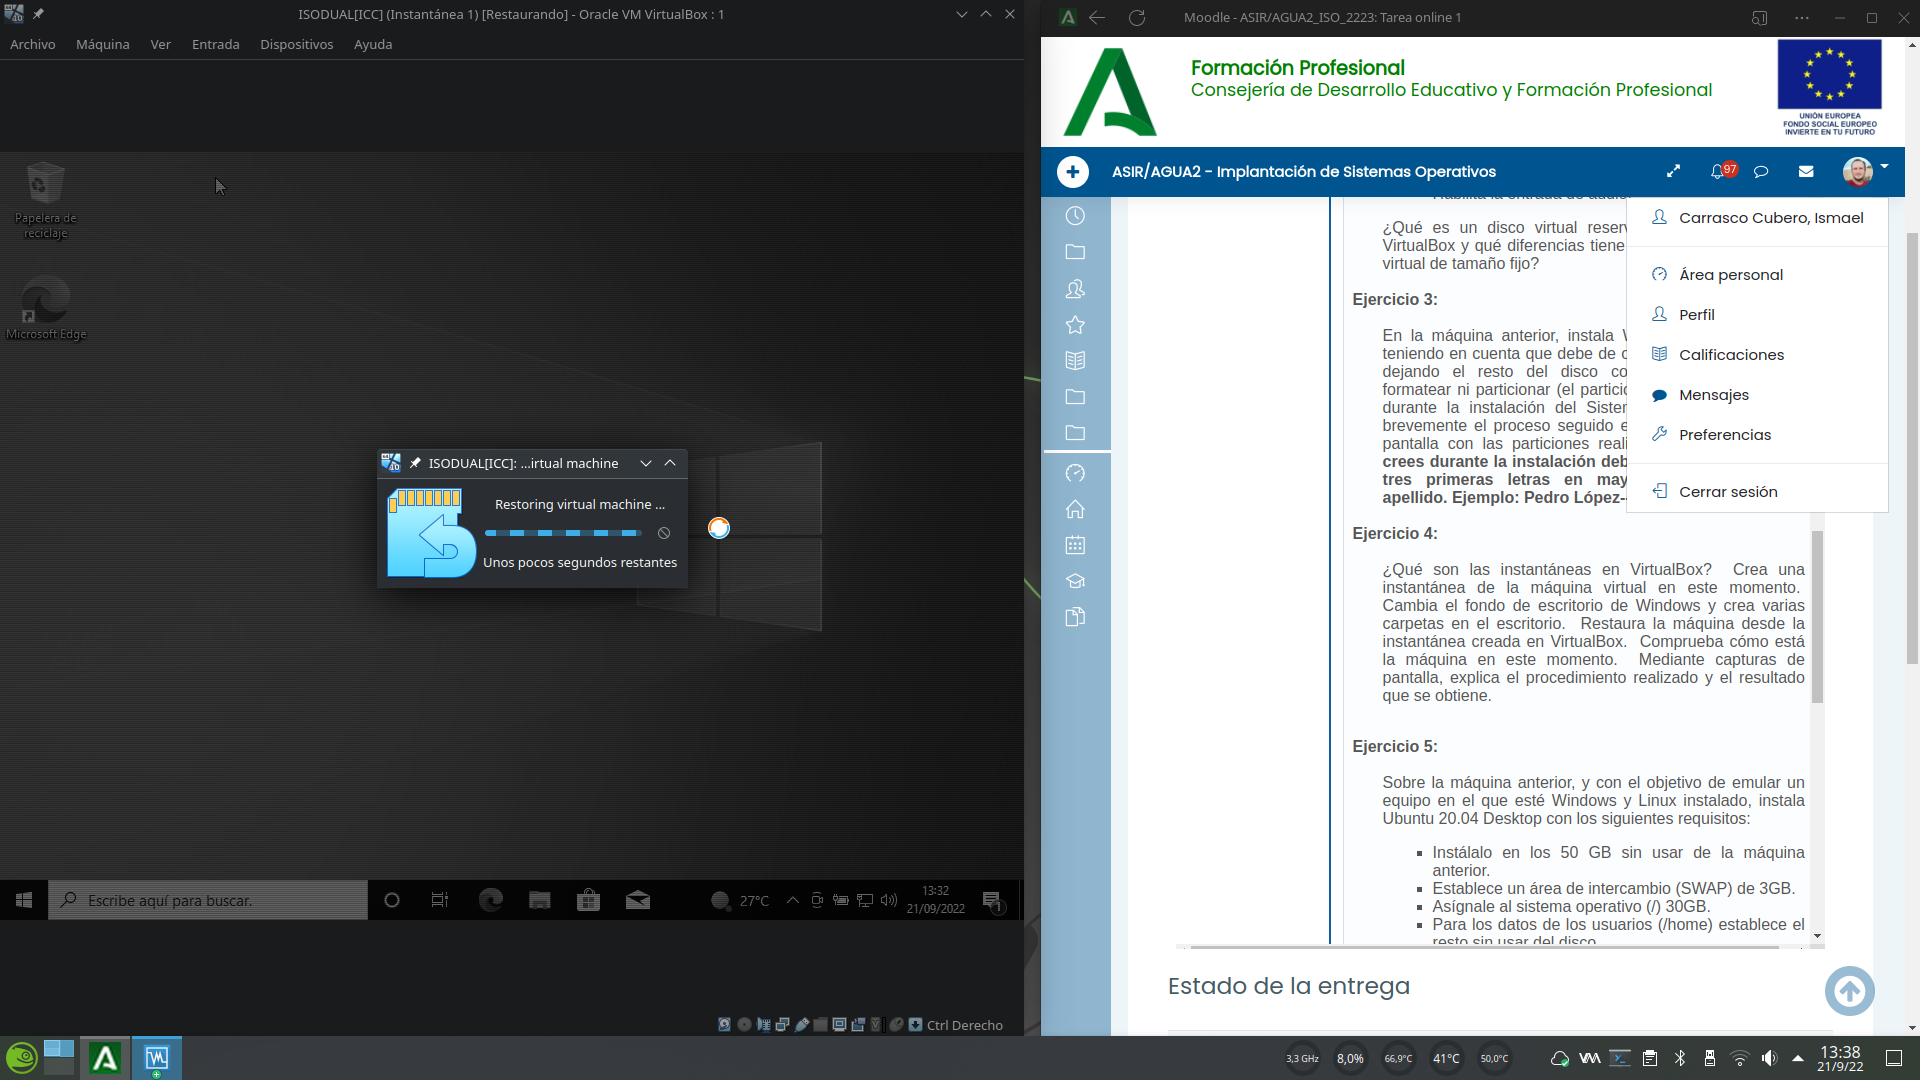 ISODUAL[ICC] (Instantánea 1) [Restaurando] - Oracle VM VirtualBox : 1
Archivo Máquina Ver Entrada Dispositivos Ayuda
Papelera de
reciclaje
Microsoft Edge
ISODUAL[ICC]: ...irtual machine
Restoring virtual machine ...
Unos pocos segundos restantes
Escribe aquí para buscar.
27°C
13:32
21/09/2022
1
Ctrl Derecho
Moodle - ASIR/AGUA2_ISO_2223: Tarea online 1
Formación Profesional
Consejería de Desarrollo Educativo y Formación Profesional
UNIÓN EUROPEA
FONDO SOCIAL EUROPEO
INVIERTE EN TU FUTURO
ASIR/AGUA2 - Implantación de Sistemas Operativos
97
Habilita la entrada de audio.
Carrasco Cubero, Ismael
Área personal
Perfil
Calificaciones
Mensajes
Preferencias
Cerrar sesión
¿Qué es un disco virtual reserv
VirtualBox y qué diferencias tiene
virtual de tamaño fijo?
Ejercicio 3:
En la máquina anterior, instala
teniendo en cuenta que debe de
dejando el resto del disco co
formatear ni particionar (el partici
durante la instalación del Sister
brevemente el proceso seguido e
pantalla con las particiones reali
crees durante la instalación deb
tres primeras letras en may
apellido. Ejemplo: Pedro López-
Ejercicio 4:
¿Qué son las instantáneas en VirtualBox? Crea una
instantánea de la máquina virtual en este momento.
Cambia el fondo de escritorio de Windows y crea varias
carpetas en el escritorio. Restaura la máquina desde la
instantánea creada en VirtualBox. Comprueba cómo está
la máquina en este momento. Mediante capturas de
pantalla, explica el procedimiento realizado y el resultado
que se obtiene.
Ejercicio 5:
Sobre la máquina anterior, y con el objetivo de emular un
equipo en el que esté Windows y Linux instalado, instala
Ubuntu 20.04 Desktop con los siguientes requisitos:
Instálalo en los 50 GB sin usar de la máquina
anterior.
Establece un área de intercambio (SWAP) de 3GB.
Asígnale al sistema operativo (/) 30GB.
Para los datos de los usuarios (/home) establece el
resto sin usar del disco
Estado de la entrega
3,3 GHz
8,0%
66,9°C
41°C
50,0°C
13:38
21/9/22